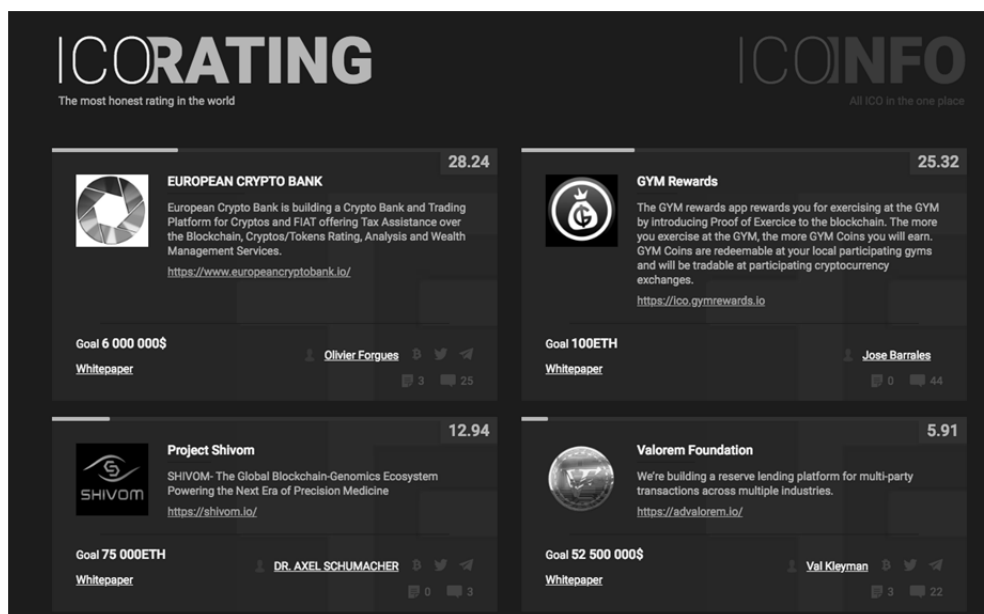 ICORATING
The most honest rating in the world
ICOINFO
All ICO in the one place
28.24
EUROPEAN CRYPTO BANK
European Crypto Bank is building a Crypto Bank and Trading
Platform for Cryptos and FIAT offering Tax Assistance over
the Blockchain, Cryptos/Tokens Rating, Analysis and Wealth
Management Services.
https://www.europeancryptobank.io/
Goal 6 000 000$
Olivier Forgues
Whitepaper
3 25
25.32
GYM Rewards
The GYM rewards app rewards you for exercising at the GYM
by introducing Proof of Exercice to the blockchain. The more
you exercise at the GYM, the more GYM Coins you will earn.
GYM Coins are redeemable at your local participating gyms
and will be tradable at participating cryptocurrency
exchanges.
https://ico.gymrewards.io
Goal 100ETH
Jose Barrales
Whitepaper
0 44
12.94
SHIVOM
Project Shivom
SHIVOM- The Global Blockchain-Genomics Ecosystem
Powering the Next Era of Precision Medicine
https://shivom.io/
Goal 75 000ETH
DR. AXEL SCHUMACHER
Whitepaper
0 3
5.91
Valorem Foundation
We're building a reserve lending platform for multi-party
transactions across multiple industries.
https://advalorem.io/
Goal 52 500 000$
Val Kleyman
Whitepaper
3 22